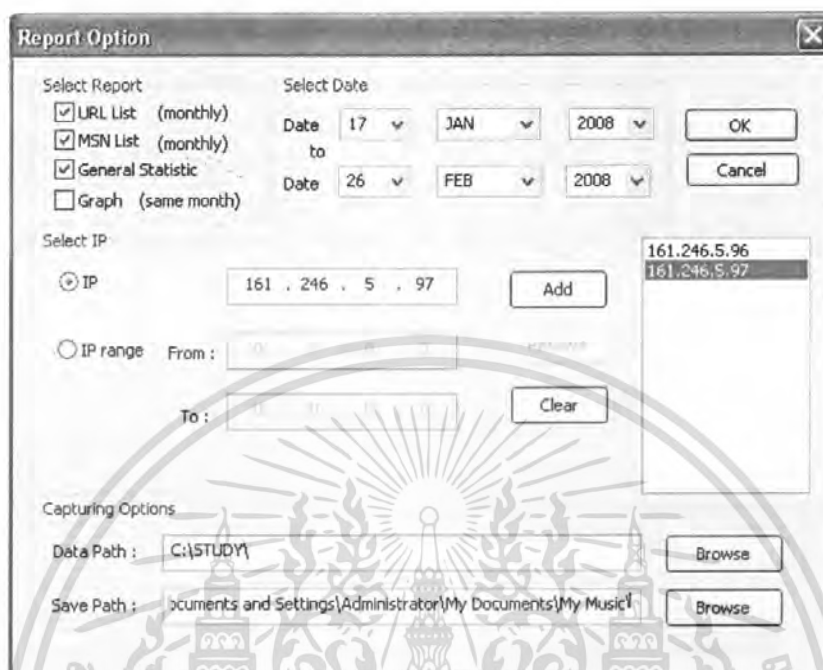 Report Option
Select Report
URL List (monthly)
MSN List (monthly)
General Statistic
Graph (same month)
Select Date
Date 17 JAN 2008
to
Date 26 FEB 2008
OK
Cancel
Select IP
IP 161 . 246 . 5 . 97
Add
IP range From :
To :
Clear
161.246.5.96
161.246.5.97
Capturing Options
Data Path : C:\STUDY\ Browse
Save Path : ocuments and Settings\Administrator\My Documents\My Music\ Browse